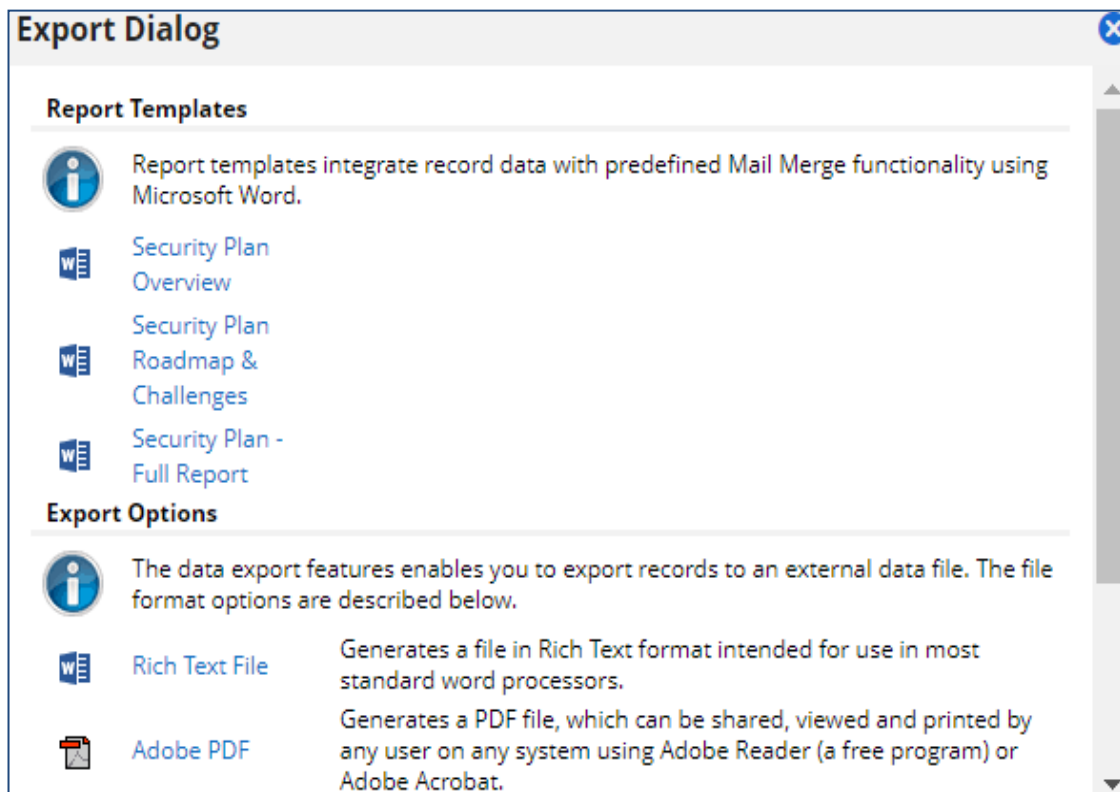 Export Dialog
Report Templates
Report templates integrate record data with predefined Mail Merge functionality using
Microsoft Word.
Security Plan
Overview
Security Plan
Roadmap &
Challenges
Security Plan -
Full Report
Export Options
The data export features enables you to export records to an external data file. The file
format options are described below.
Rich Text File
Generates a file in Rich Text format intended for use in most
standard word processors.
Adobe PDF
Generates a PDF file, which can be shared, viewed and printed by
any user on any system using Adobe Reader (a free program) or
Adobe Acrobat.